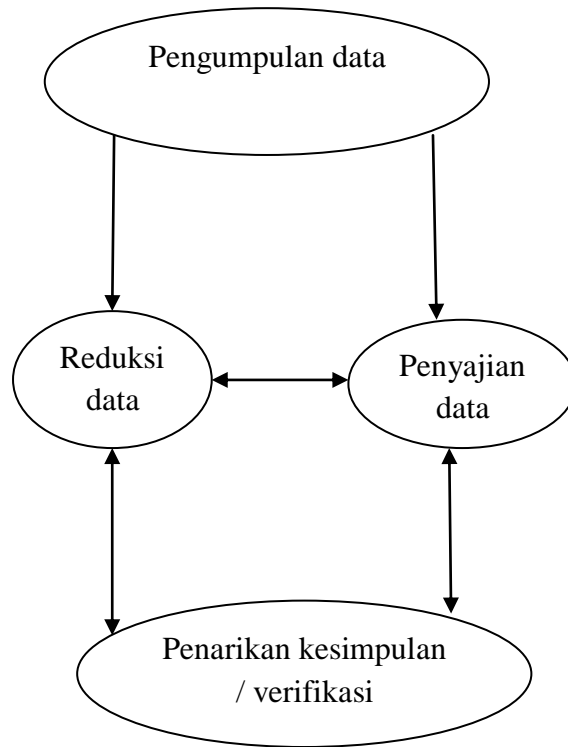 Pengumpulan data
Reduksi
data
Penyajian
data
Penarikan kesimpulan
/ verifikasi